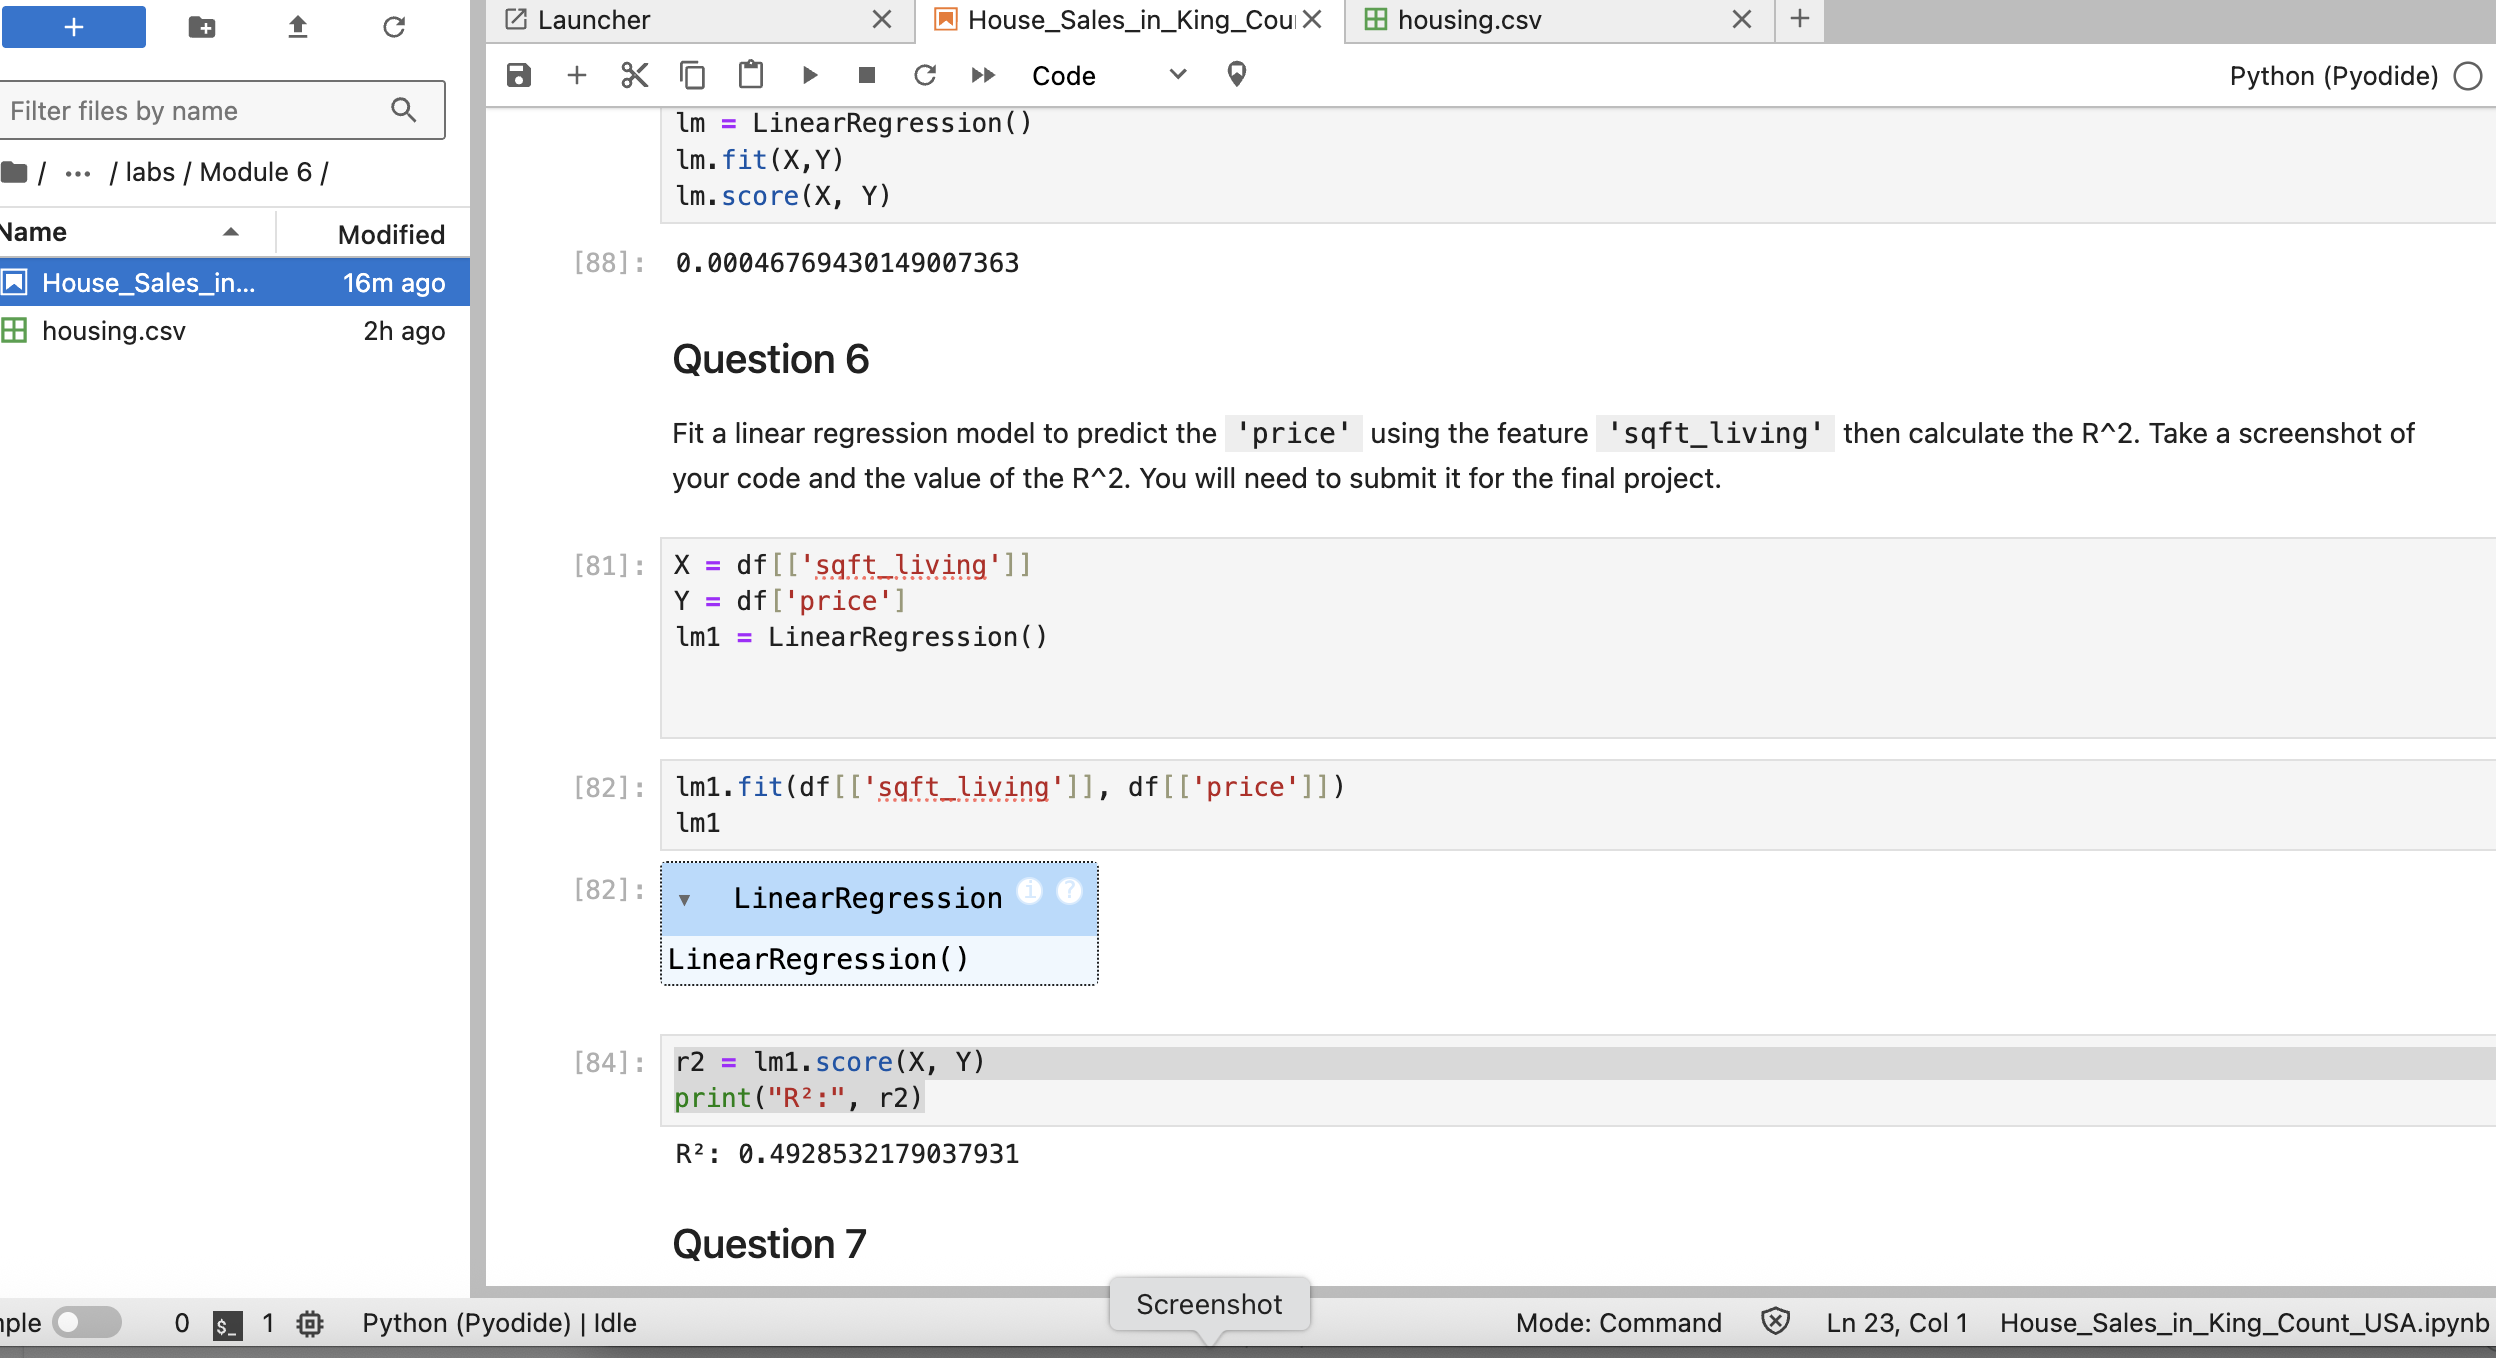 Launcher
House_Sales_in_King_Cou
housing.csv
Code
Python (Pyodide)
Filter files by name
/ ... / labs / Module 6 /
Name Modified
House_Sales_in... 16m ago
housing.csv 2h ago
lm = LinearRegression()
lm.fit(X,Y)
lm.score(X, Y)
[88]: 0.00046769430149007363
Question 6
Fit a linear regression model to predict the 'price' using the feature 'sqft_living' then calculate the R^2. Take a screenshot of
your code and the value of the R^2. You will need to submit it for the final project.
[81]: X = df[['sqft_living']]
Y = df['price']
lm1 = LinearRegression()
[82]: lm1.fit(df[['sqft_living']], df[['price']])
lm1
[82]: ▾ LinearRegression i ?
LinearRegression()
[84]: r2 = lm1.score(X, Y)
print("R²:", r2)
R²: 0.4928532179037931
Question 7
Screenshot
mple 0 $_ 1 Python (Pyodide) | Idle Mode: Command Ln 23, Col 1 House_Sales_in_King_Count_USA.ipynb